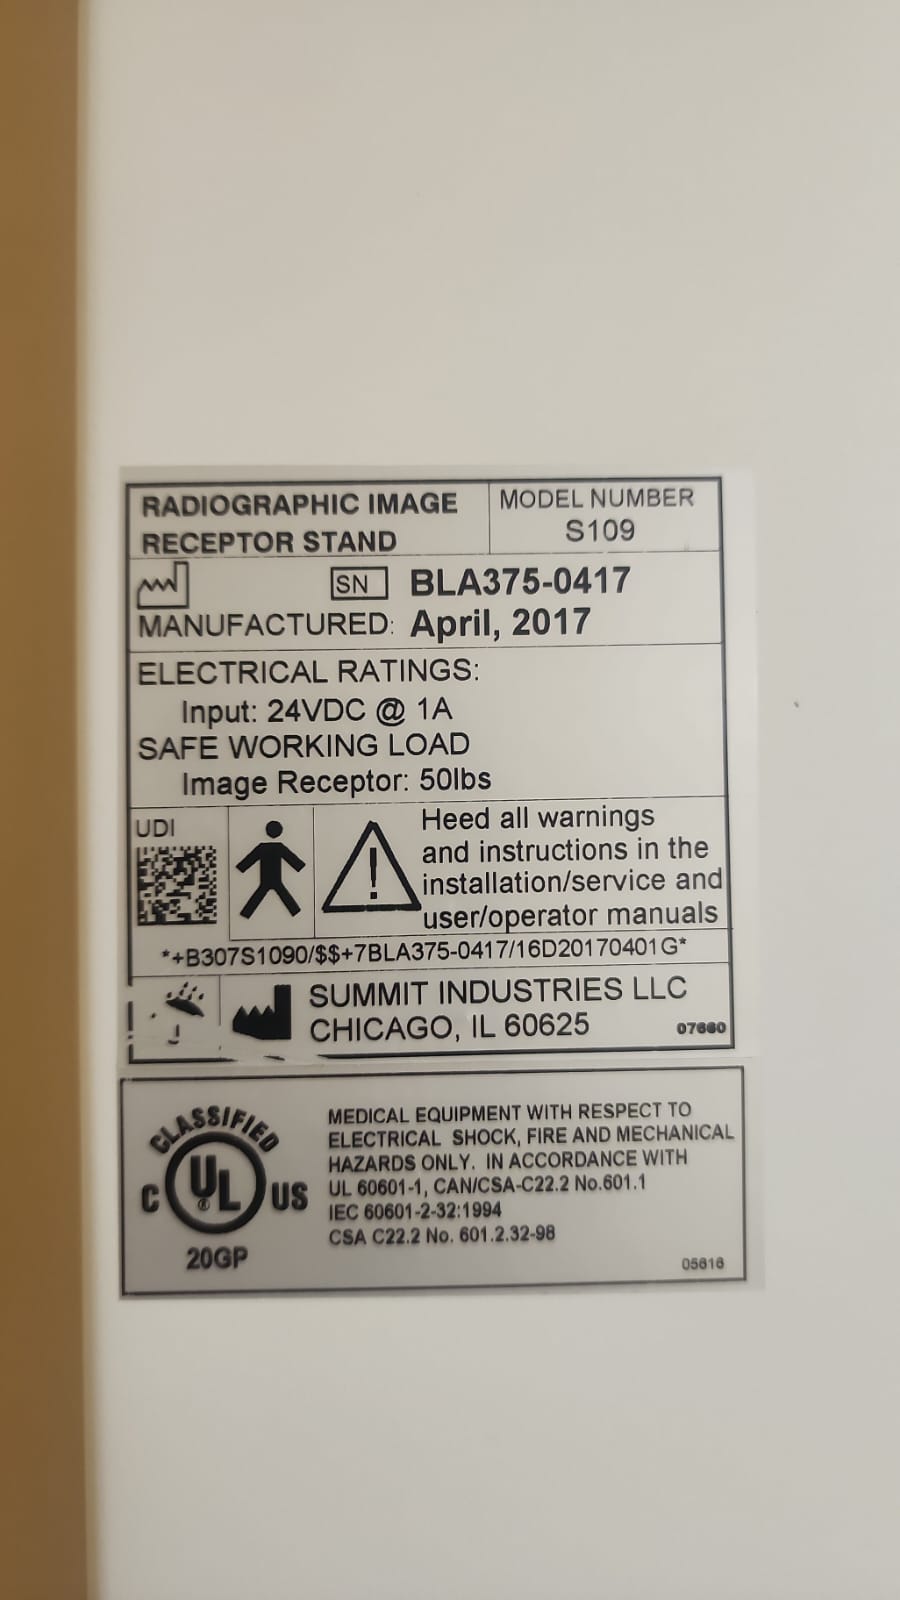 RADIOGRAPHIC IMAGE
RECEPTOR STAND
MODEL NUMBER
S109
SN BLA375-0417
MANUFACTURED: April, 2017
ELECTRICAL RATINGS:
Input: 24VDC @ 1A
SAFE WORKING LOAD
Image Receptor: 50lbs
UDI
Heed all warnings
and instructions in the
installation/service and
user/operator manuals
*+B307S1090/$$+7BLA375-0417/16D20170401G*
SUMMIT INDUSTRIES LLC
CHICAGO, IL 60625
07660
CLASSIFIED
C UL® US
20GP
MEDICAL EQUIPMENT WITH RESPECT TO
ELECTRICAL SHOCK, FIRE AND MECHANICAL
HAZARDS ONLY. IN ACCORDANCE WITH
UL 60601-1, CAN/CSA-C22.2 No.601.1
IEC 60601-2-32:1994
CSA C22.2 No. 601.2.32-98
05616